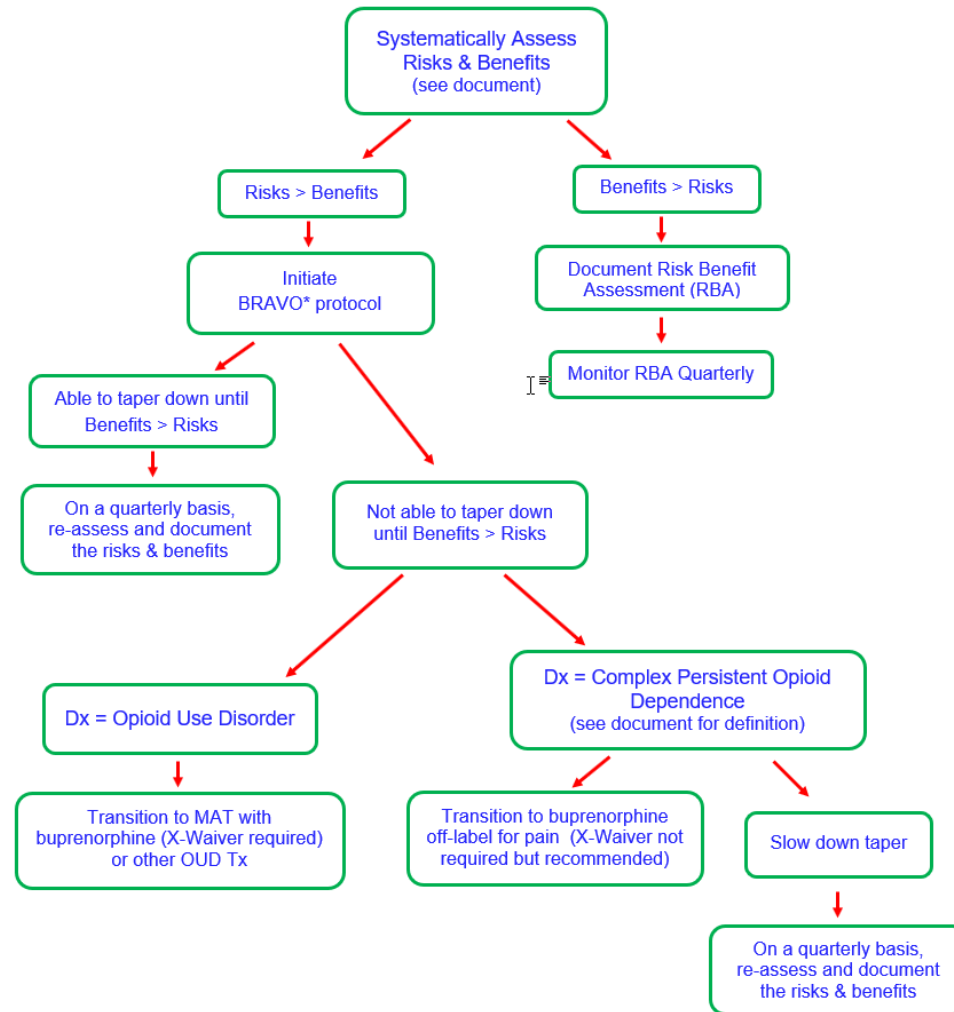 Systematically Assess
Risks & Benefits
(see document)
Risks > Benefits
Benefits > Risks
Initiate
BRAVO* protocol
Document Risk Benefit
Assessment (RBA)
Monitor RBA Quarterly
Able to taper down until
Benefits > Risks
On a quarterly basis,
re-assess and document
the risks & benefits
Not able to taper down
until Benefits > Risks
Dx = Opioid Use Disorder
Dx = Complex Persistent Opioid
Dependence
(see document for definition)
Transition to MAT with
buprenorphine (X-Waiver required)
or other OUD Tx
Transition to buprenorphine
off-label for pain (X-Waiver not
required but recommended)
Slow down taper
On a quarterly basis,
re-assess and document
the risks & benefits